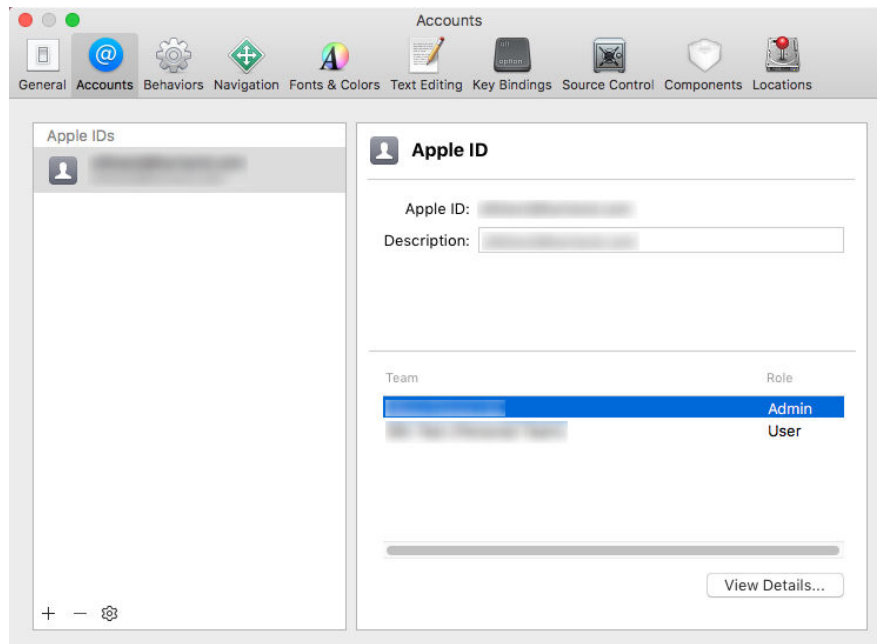 Accounts
General Accounts Behaviors Navigation Fonts & Colors Text Editing Key Bindings Source Control Components Locations
Apple IDs
Apple ID
Apple ID:
Description:
Team Role
Admin
User
View Details...